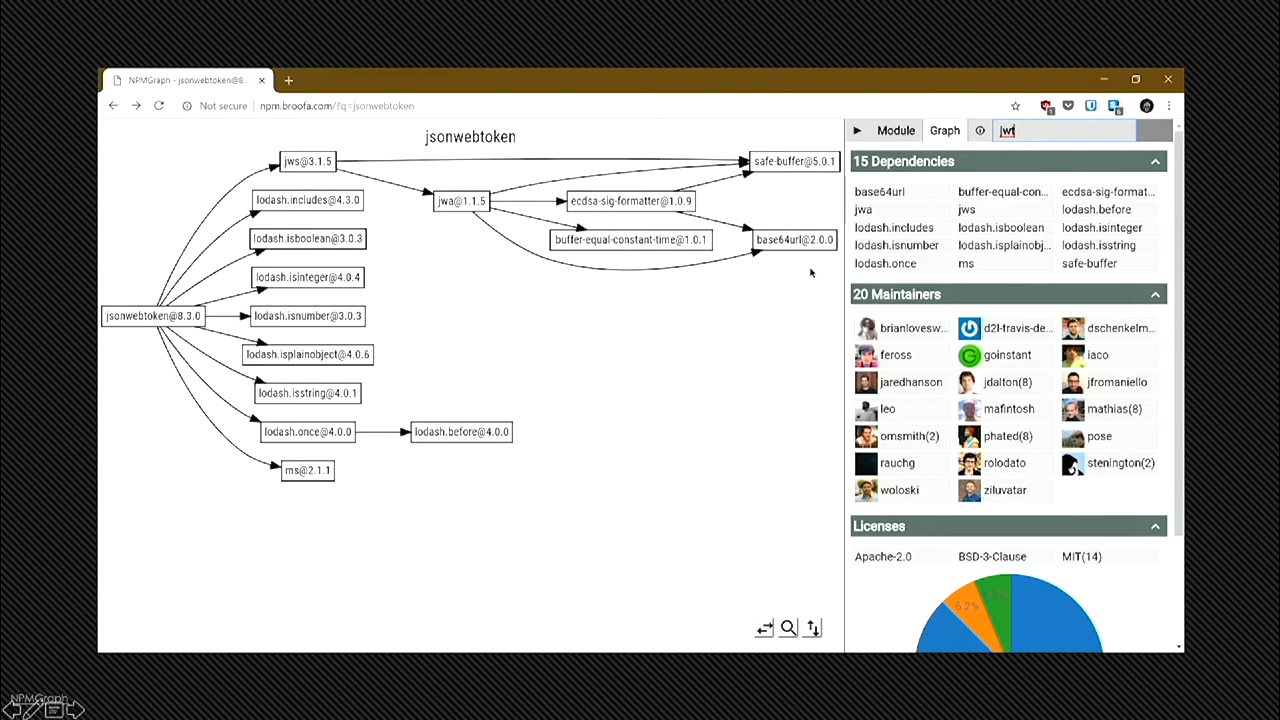 NPMGraph - jsonwebtoken@8...
Not secure
npm.broofa.com/?q=jsonwebtoken
jsonwebtoken
jws@3.1.5
safe-buffer@5.0.1
lodash.includes@4.3.0
jwa@1.1.5
ecdsa-sig-formatter@1.0.9
lodash.isboolean@3.0.3
buffer-equal-constant-time@1.0.1
base64url@2.0.0
lodash.isinteger@4.0.4
jsonwebtoken@8.3.0
lodash.isnumber@3.0.3
lodash.isplainobject@4.0.6
lodash.isstring@4.0.1
lodash.once@4.0.0
lodash.before@4.0.0
ms@2.1.1
Module Graph jwt
15 Dependencies
base64url buffer-equal-con... ecdsa-sig-format...
jwa jws lodash.before
lodash.includes lodash.isboolean lodash.isinteger
lodash.isnumber lodash.isplainobj... lodash.isstring
lodash.once ms safe-buffer
20 Maintainers
brianlovesw... d2l-travis-de... dschenkelm...
feross goinstant iaco
jaredhanson jdalton(8) jfromaniello
leo mafintosh mathias(8)
omsmith(2) phated(8) pose
rauchg rolodato stenington(2)
woloski ziluvatar
Licenses
Apache-2.0 BSD-3-Clause MIT(14)
6.2%
NPMGraph